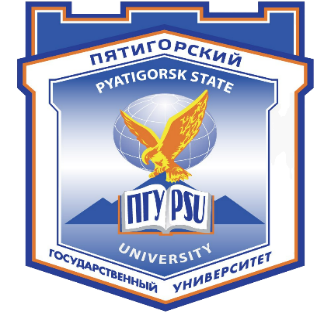 ПЯТИГОРСКИЙ
PYATIGORSK STATE
ПГУ PSU
UNIVERSITY
ГОСУДАРСТВЕННЫЙ УНИВЕРСИТЕТ